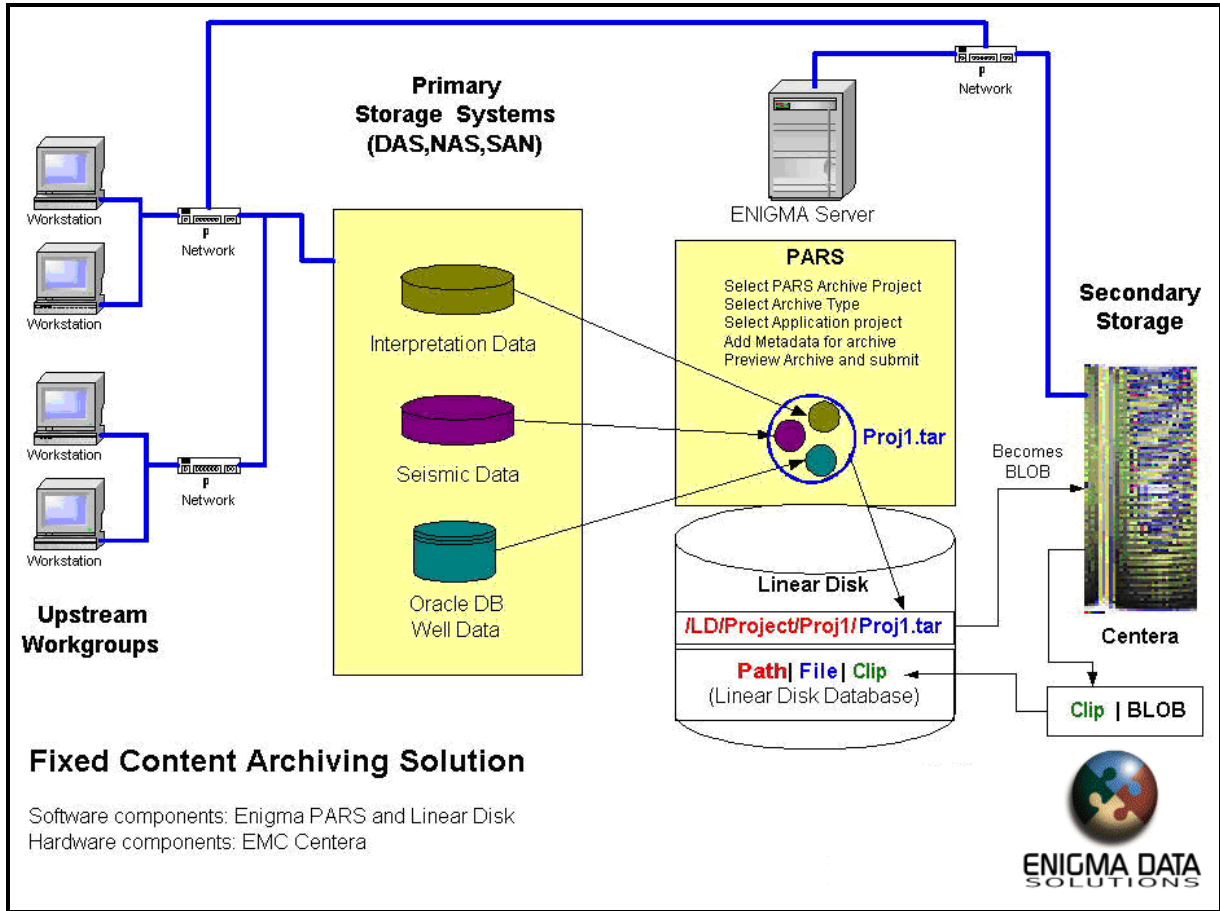 Primary
Storage Systems
(DAS,NAS,SAN)
Network
ENIGMA Server
Workstation
Network
Workstation
Workstation
Network
Workstation
Upstream
Workgroups
Interpretation Data
Seismic Data
Oracle DB
Well Data
PARS
Select PARS Archive Project
Select Archive Type
Select Application project
Add Metadata for archive
Preview Archive and submit
Proj1.tar
Linear Disk
/LD/Project/Proj1/Proj1.tar
Path| File| Clip
(Linear Disk Database)
Secondary
Storage
Becomes
BLOB
Centera
Clip | BLOB
Fixed Content Archiving Solution
Software components: Enigma PARS and Linear Disk
Hardware components: EMC Centera
ENIGMA DATA
SOLUTIONS